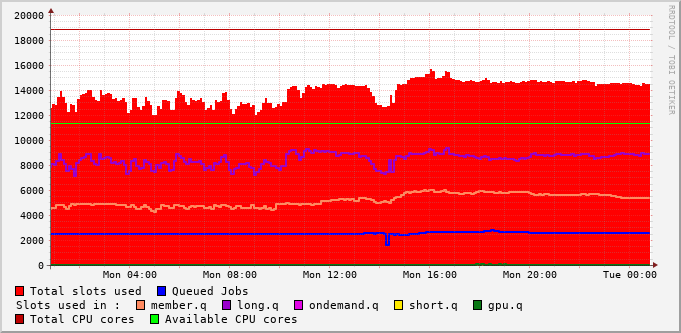 20000
18000
16000
14000
12000
10000
8000
6000
4000
2000
0
Mon 04:00 Mon 08:00 Mon 12:00 Mon 16:00 Mon 20:00 Tue 00:00
Total slots used Queued Jobs
Slots used in : member.q long.q ondemand.q short.q gpu.q
Total CPU cores Available CPU cores
RRDTOOL / TOBI OETIKER